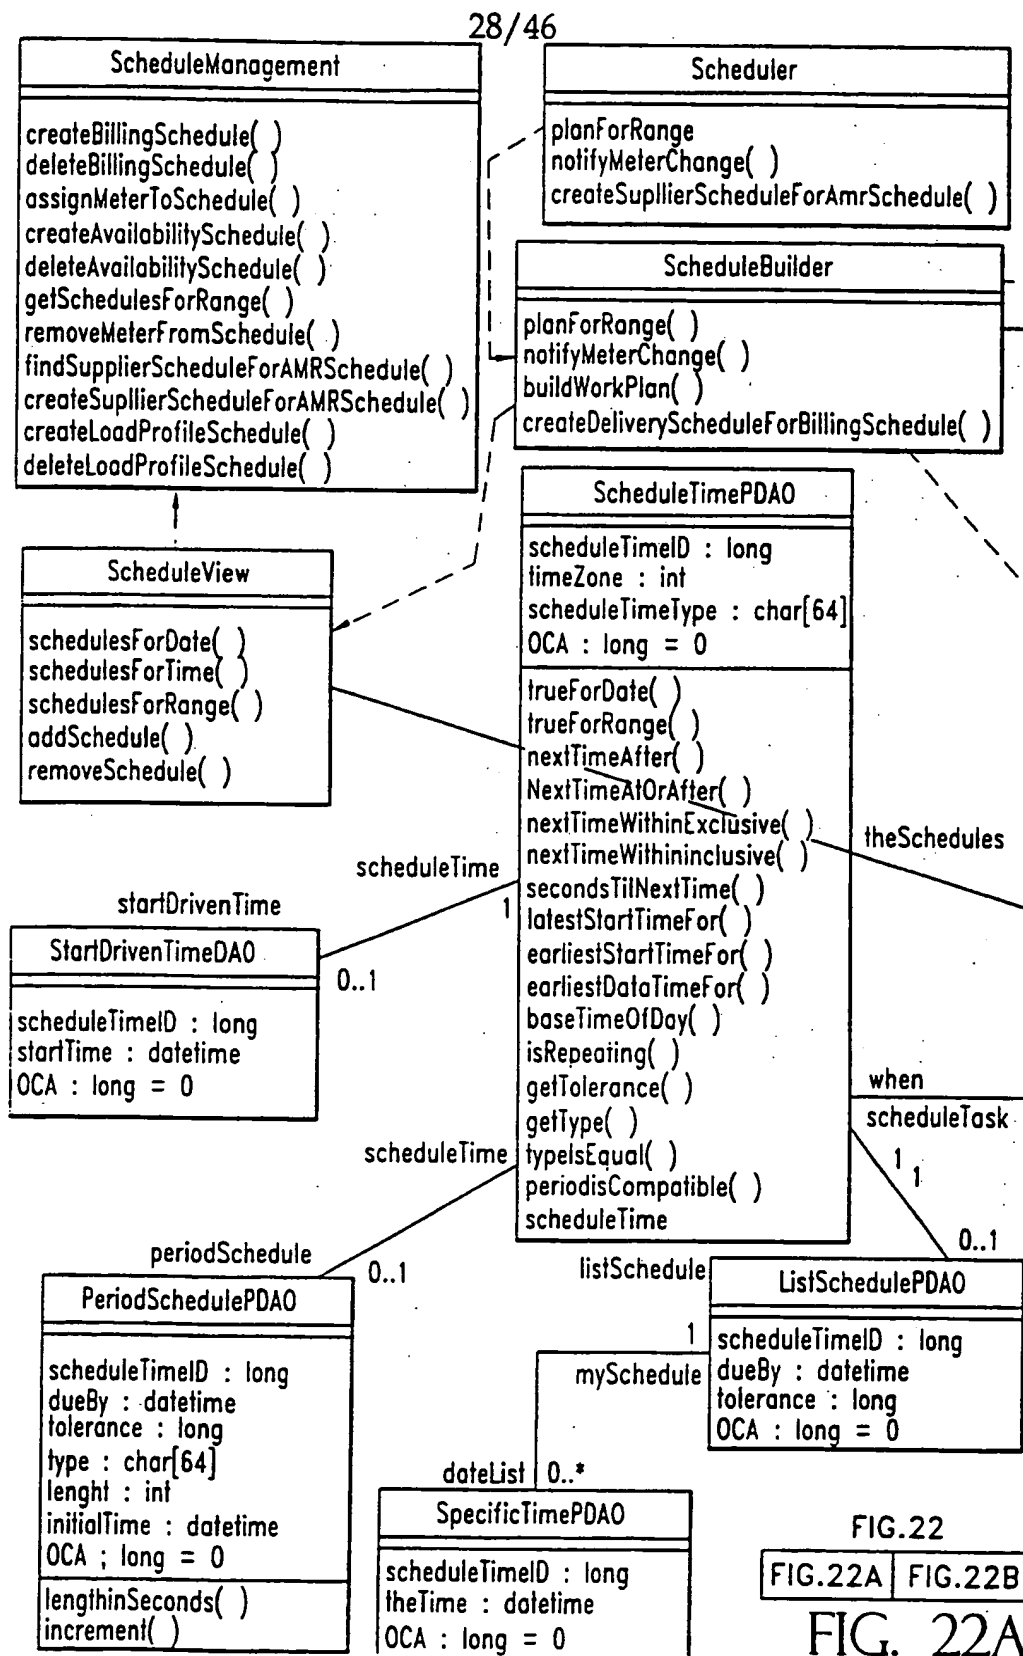 28/46
ScheduleManagement
createBillingSchedule( )
deleteBillingSchedule( )
assignMeterToSchedule( )
createAvailabilitySchedule( )
deleteAvailabilitySchedule( )
getSchedulesForRange( )
removeMeterFromSchedule( )
findSupplierScheduleForAMRSchedule( )
createSupllierScheduleForAMRSchedule( )
createLoadProfileSchedule( )
deleteLoadProfileSchedule( )
Scheduler
planForRange
notifyMeterChange( )
createSupllierScheduleForAmrSchedule( )
ScheduleBuilder
planForRange( )
notifyMeterChange( )
buildWorkPlan( )
createDeliveryScheduleForBillingSchedule( )
ScheduleView
schedulesForDate( )
schedulesForTime( )
schedulesForRange( )
addSchedule( )
removeSchedule( )
ScheduleTimePDAO
scheduleTimeID : long
timeZone : int
scheduleTimeType : char[64]
OCA : long = 0
trueForDate( )
trueForRange( )
nextTimeAfter( )
NextTimeAtOrAfter( )
nextTimeWithinExclusive( )
nextTimeWithininclusive( )
secondsTilNextTime( )
latestStartTimeFor( )
earliestStartTimeFor( )
earliestDataTimeFor( )
baseTimeOfDay( )
isRepeating( )
getTolerance( )
getType( )
typeIsEqual( )
periodisCompatible( )
scheduleTime
theSchedules
scheduleTime
1
startDrivenTime
0..1
StartDrivenTimeDAO
scheduleTimeID : long
startTime : datetime
OCA : long = 0
when
scheduleTask
1
1
0..1
scheduleTime
periodSchedule
0..1
PeriodSchedulePDAO
scheduleTimeID : long
dueBy : datetime
tolerance : long
type : char[64]
lenght : int
initialTime : datetime
OCA ; long = 0
lengthinSeconds( )
increment( )
listSchedule
ListSchedulePDAO
scheduleTimeID : long
dueBy : datetime
tolerance : long
OCA : long = 0
1
mySchedule
dateList
0..*
SpecificTimePDAO
scheduleTimeID : long
theTime : datetime
OCA : long = 0
FIG.22
FIG.22A FIG.22B
FIG. 22A